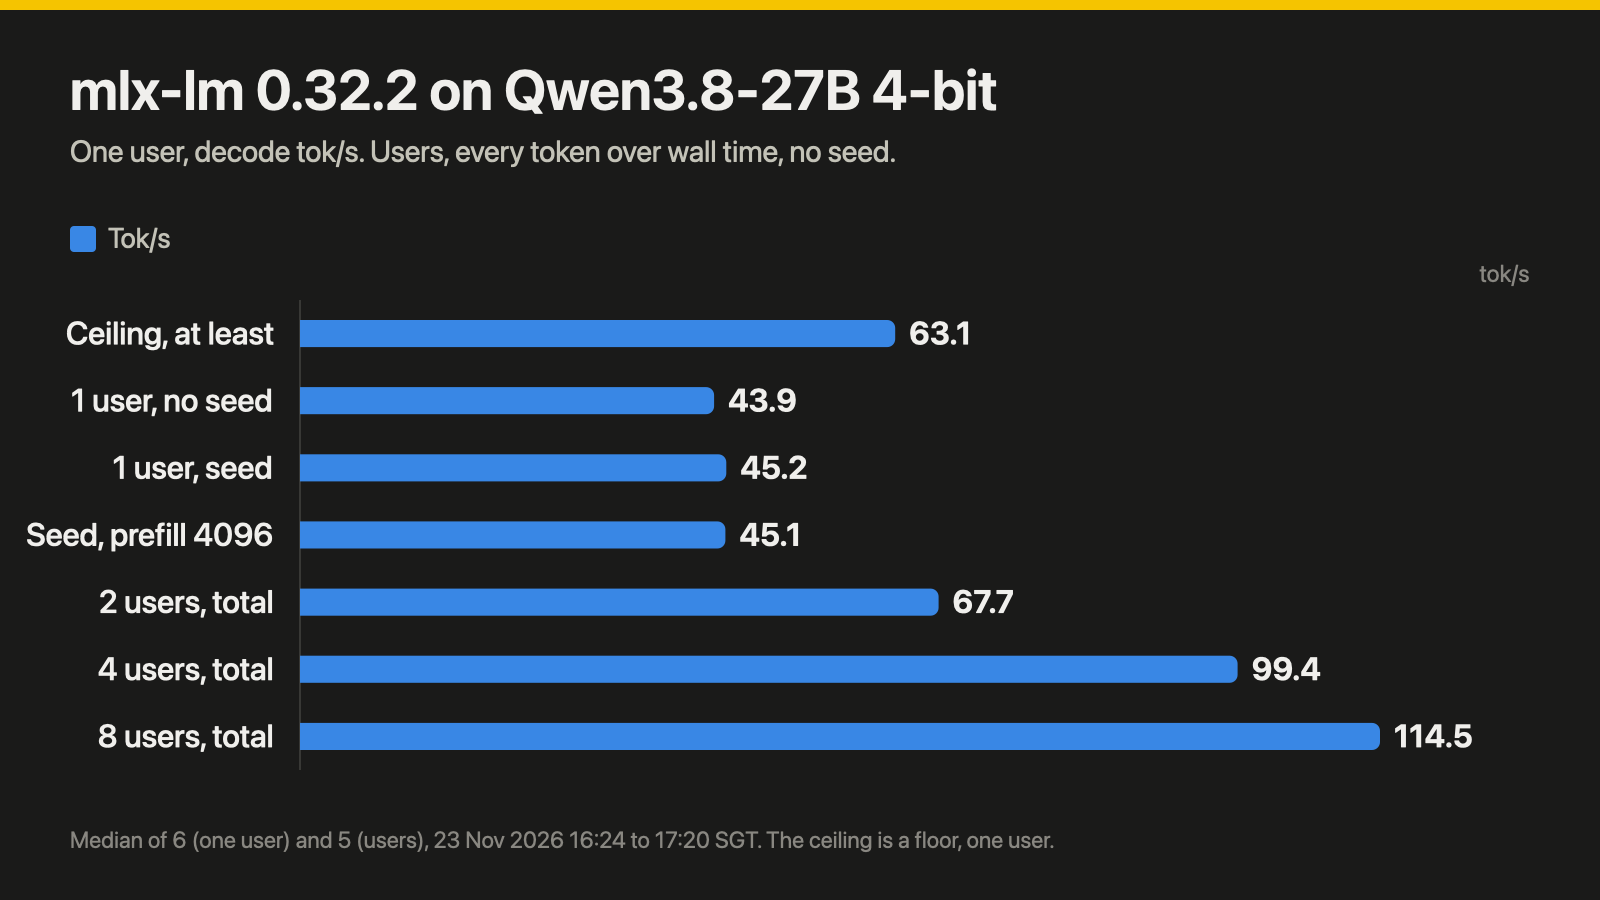 mlx-lm 0.32.2 on Qwen3.8-27B 4-bit
One user, decode tok/s. Users, every token over wall time, no seed.
Tok/s
tok/s
Ceiling, at least 63.1
1 user, no seed 43.9
1 user, seed 45.2
Seed, prefill 4096 45.1
2 users, total 67.7
4 users, total 99.4
8 users, total 114.5
Median of 6 (one user) and 5 (users), 23 Nov 2026 16:24 to 17:20 SGT. The ceiling is a floor, one user.